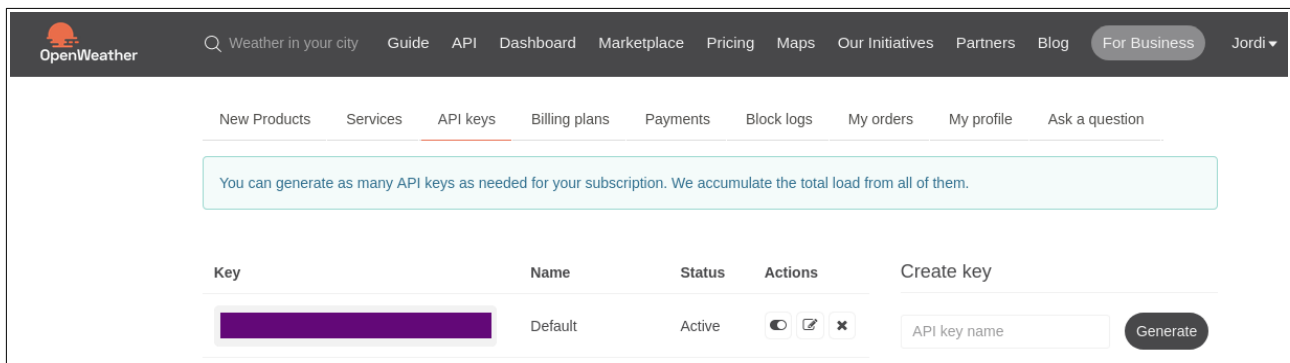 OpenWeather
Weather in your city Guide API Dashboard Marketplace Pricing Maps Our Initiatives Partners Blog For Business Jordi
New Products Services API keys Billing plans Payments Block logs My orders My profile Ask a question
You can generate as many API keys as needed for your subscription. We accumulate the total load from all of them.
Key Name Status Actions Create key
Default Active API key name Generate